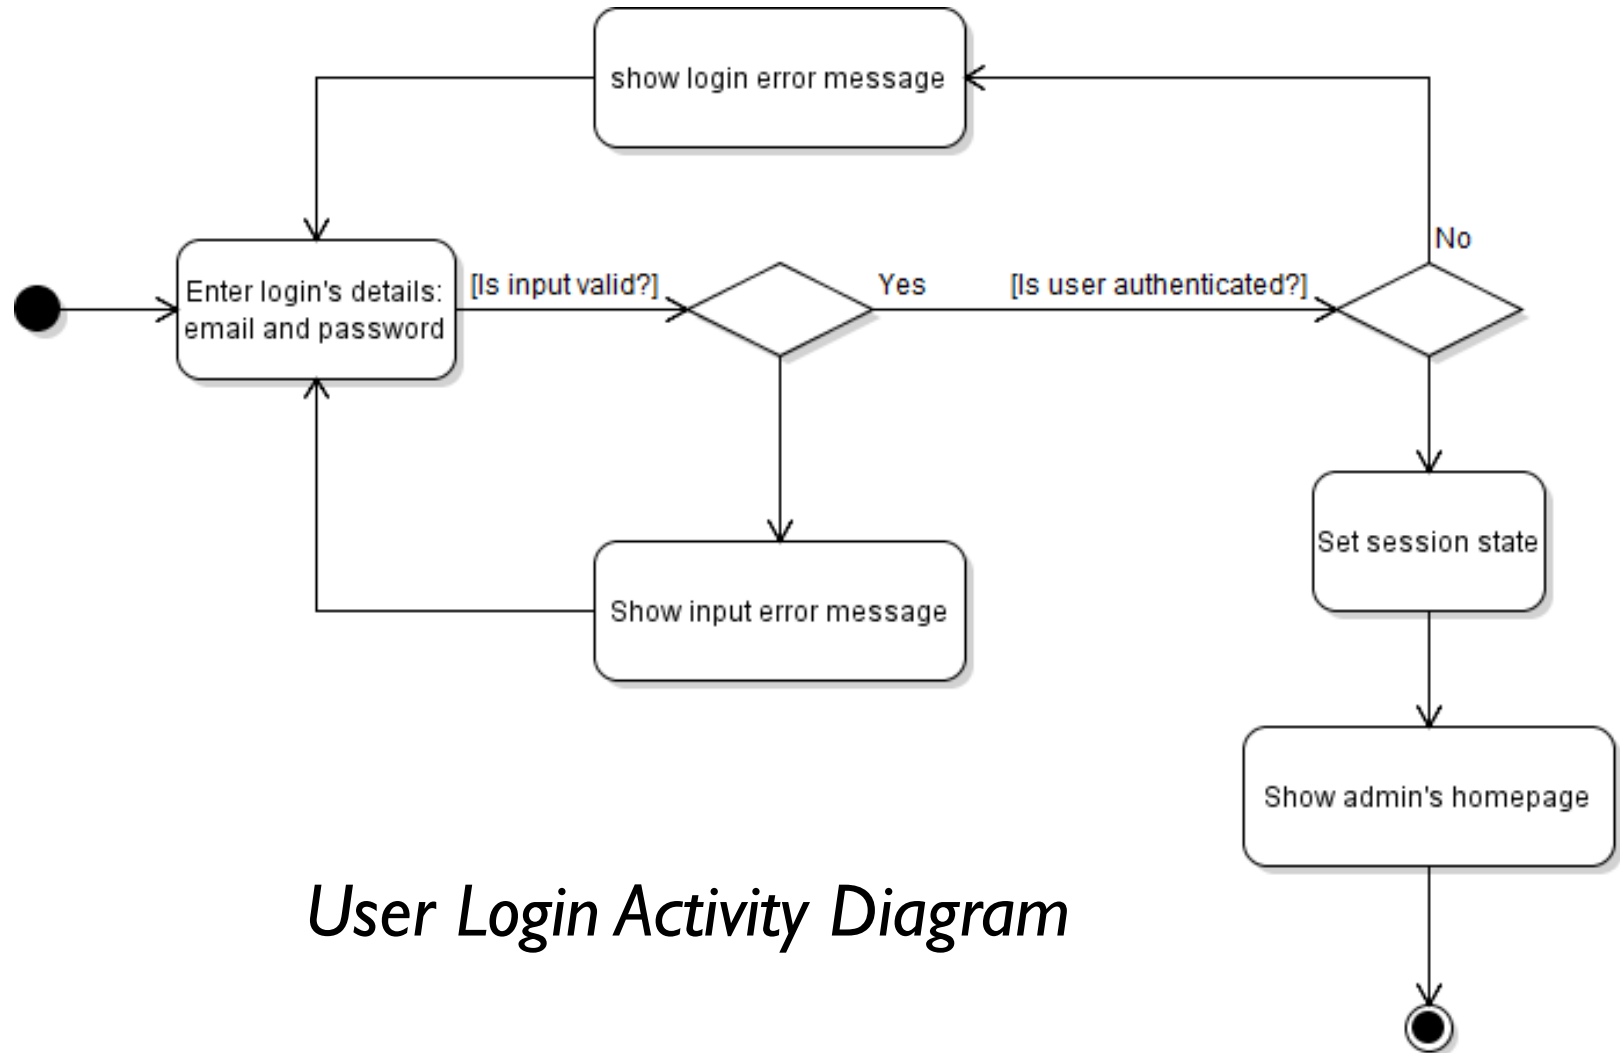 show login error message
No
Enter login's details:
email and password
[Is input valid?]
Yes
[Is user authenticated?]
Set session state
Show input error message
Show admin's homepage
User Login Activity Diagram